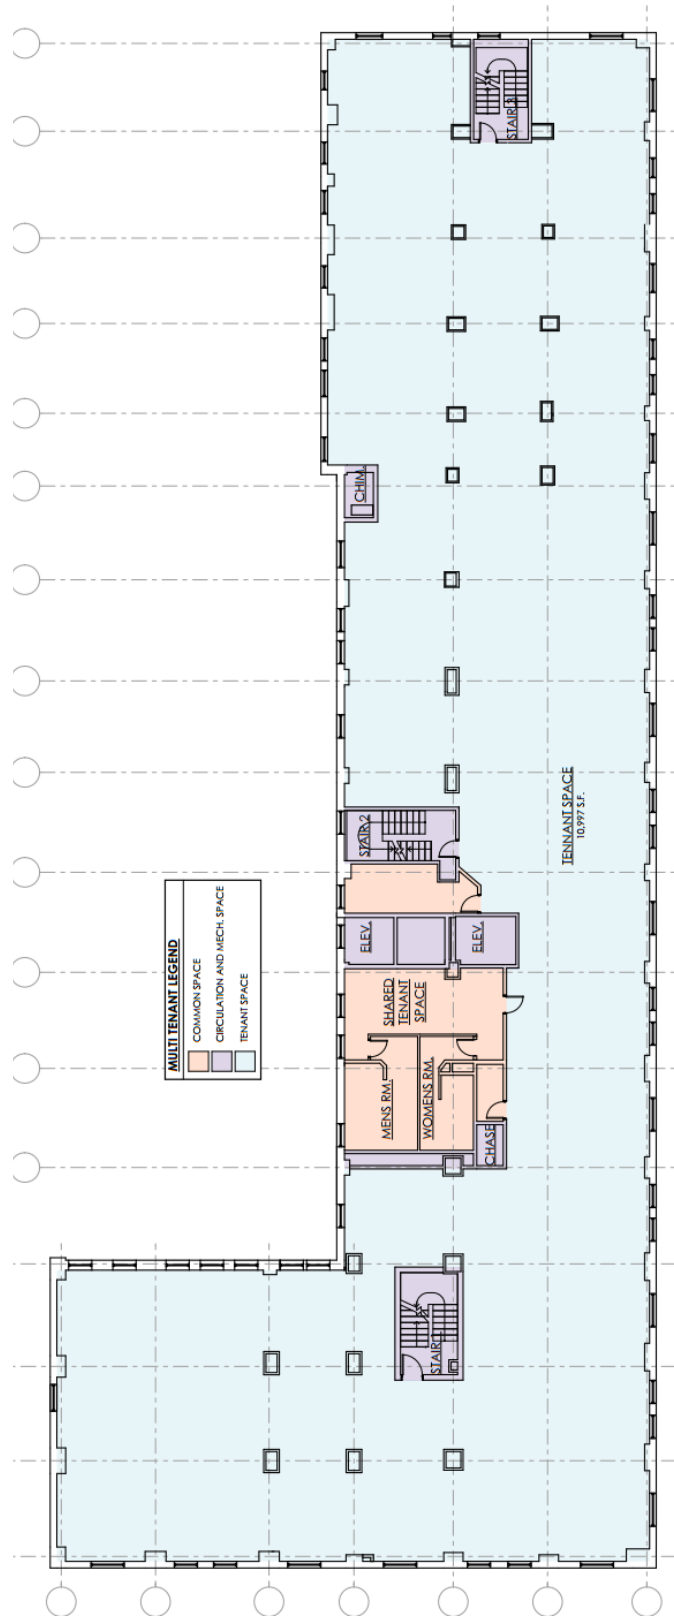 STAIR 3
CHIM.
TENNANT SPACE
10,997 S.F.
STAIR 2
MULTI TENANT LEGEND
COMMON SPACE
CIRCULATION AND MECH. SPACE
TENANT SPACE
ELEV.
ELEV.
SHARED
TENANT
SPACE
MENS RM.
WOMENS RM.
CHASE
STAIR 1